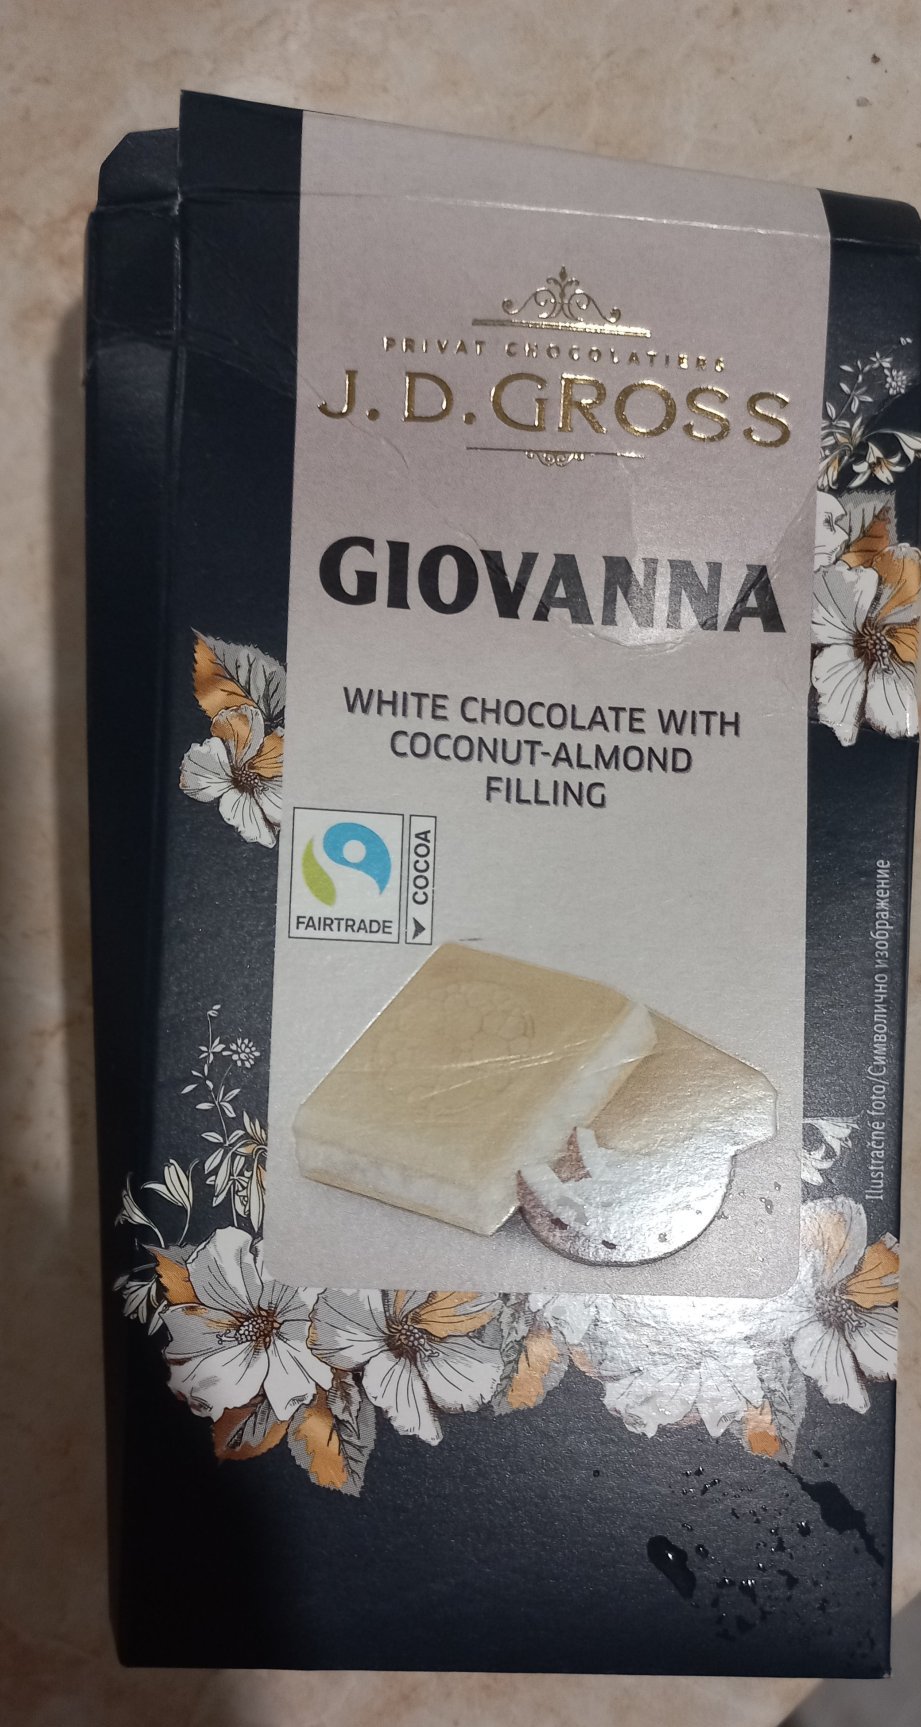 PRIVAT CHOCOLATIERS
J. D. GROSS
GIOVANNA
WHITE CHOCOLATE WITH
COCONUT-ALMOND
FILLING
FAIRTRADE
COCOA
Ilustračné foto/Символично изображение